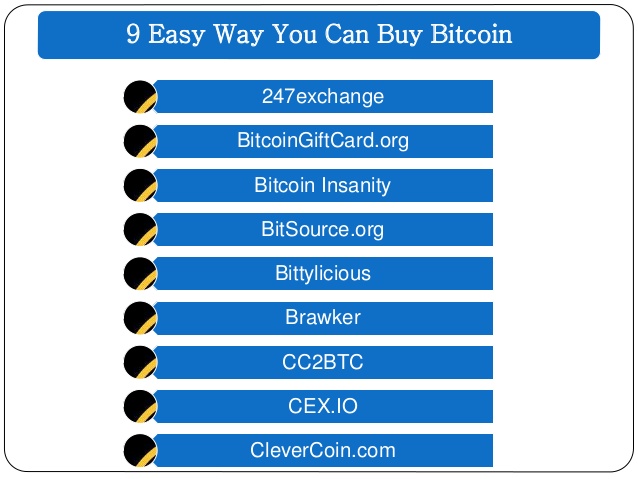 9 Easy Way You Can Buy Bitcoin
247exchange
BitcoinGiftCard.org
Bitcoin Insanity
BitSource.org
Bittylicious
Brawker
CC2BTC
CEX.IO
CleverCoin.com